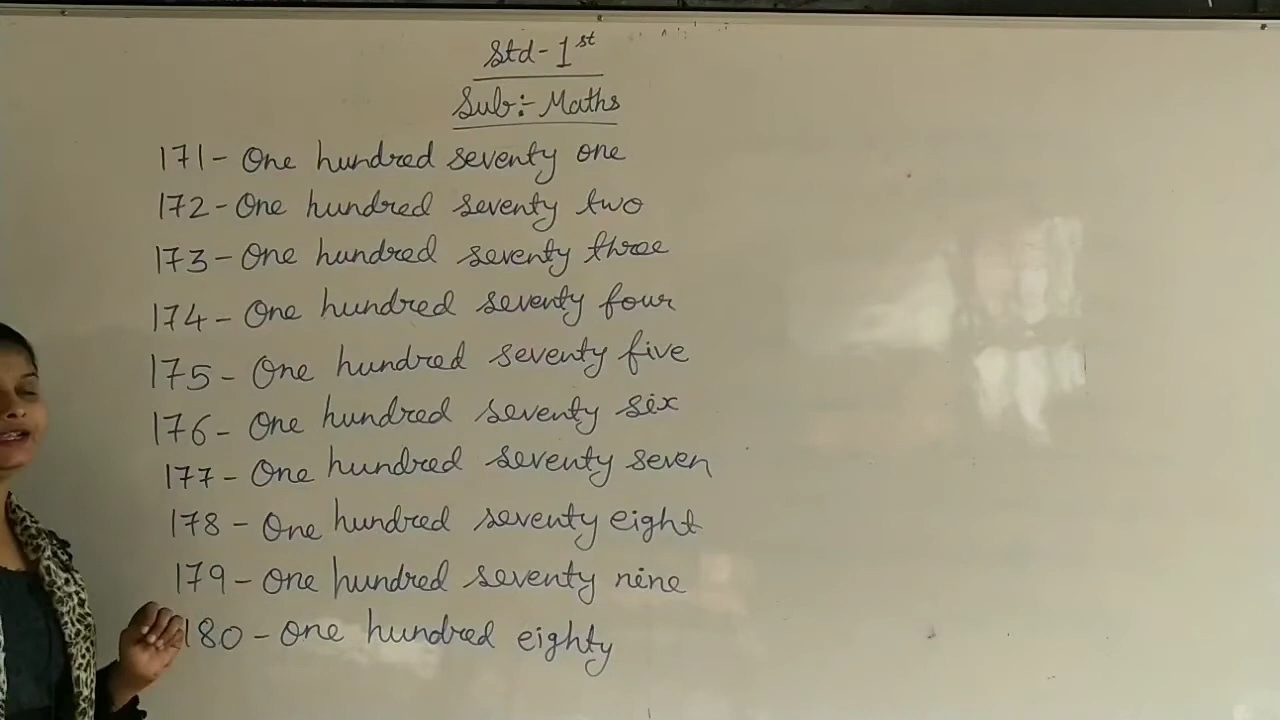 Std - 1st
Sub:- Maths
171 - One hundred seventy one
172 - One hundred seventy two
173 - One hundred seventy three
174 - One hundred seventy four
175 - One hundred seventy five
176 - One hundred seventy six
177 - One hundred seventy seven
178 - One hundred seventy eight
179 - One hundred seventy nine
180 - One hundred eighty